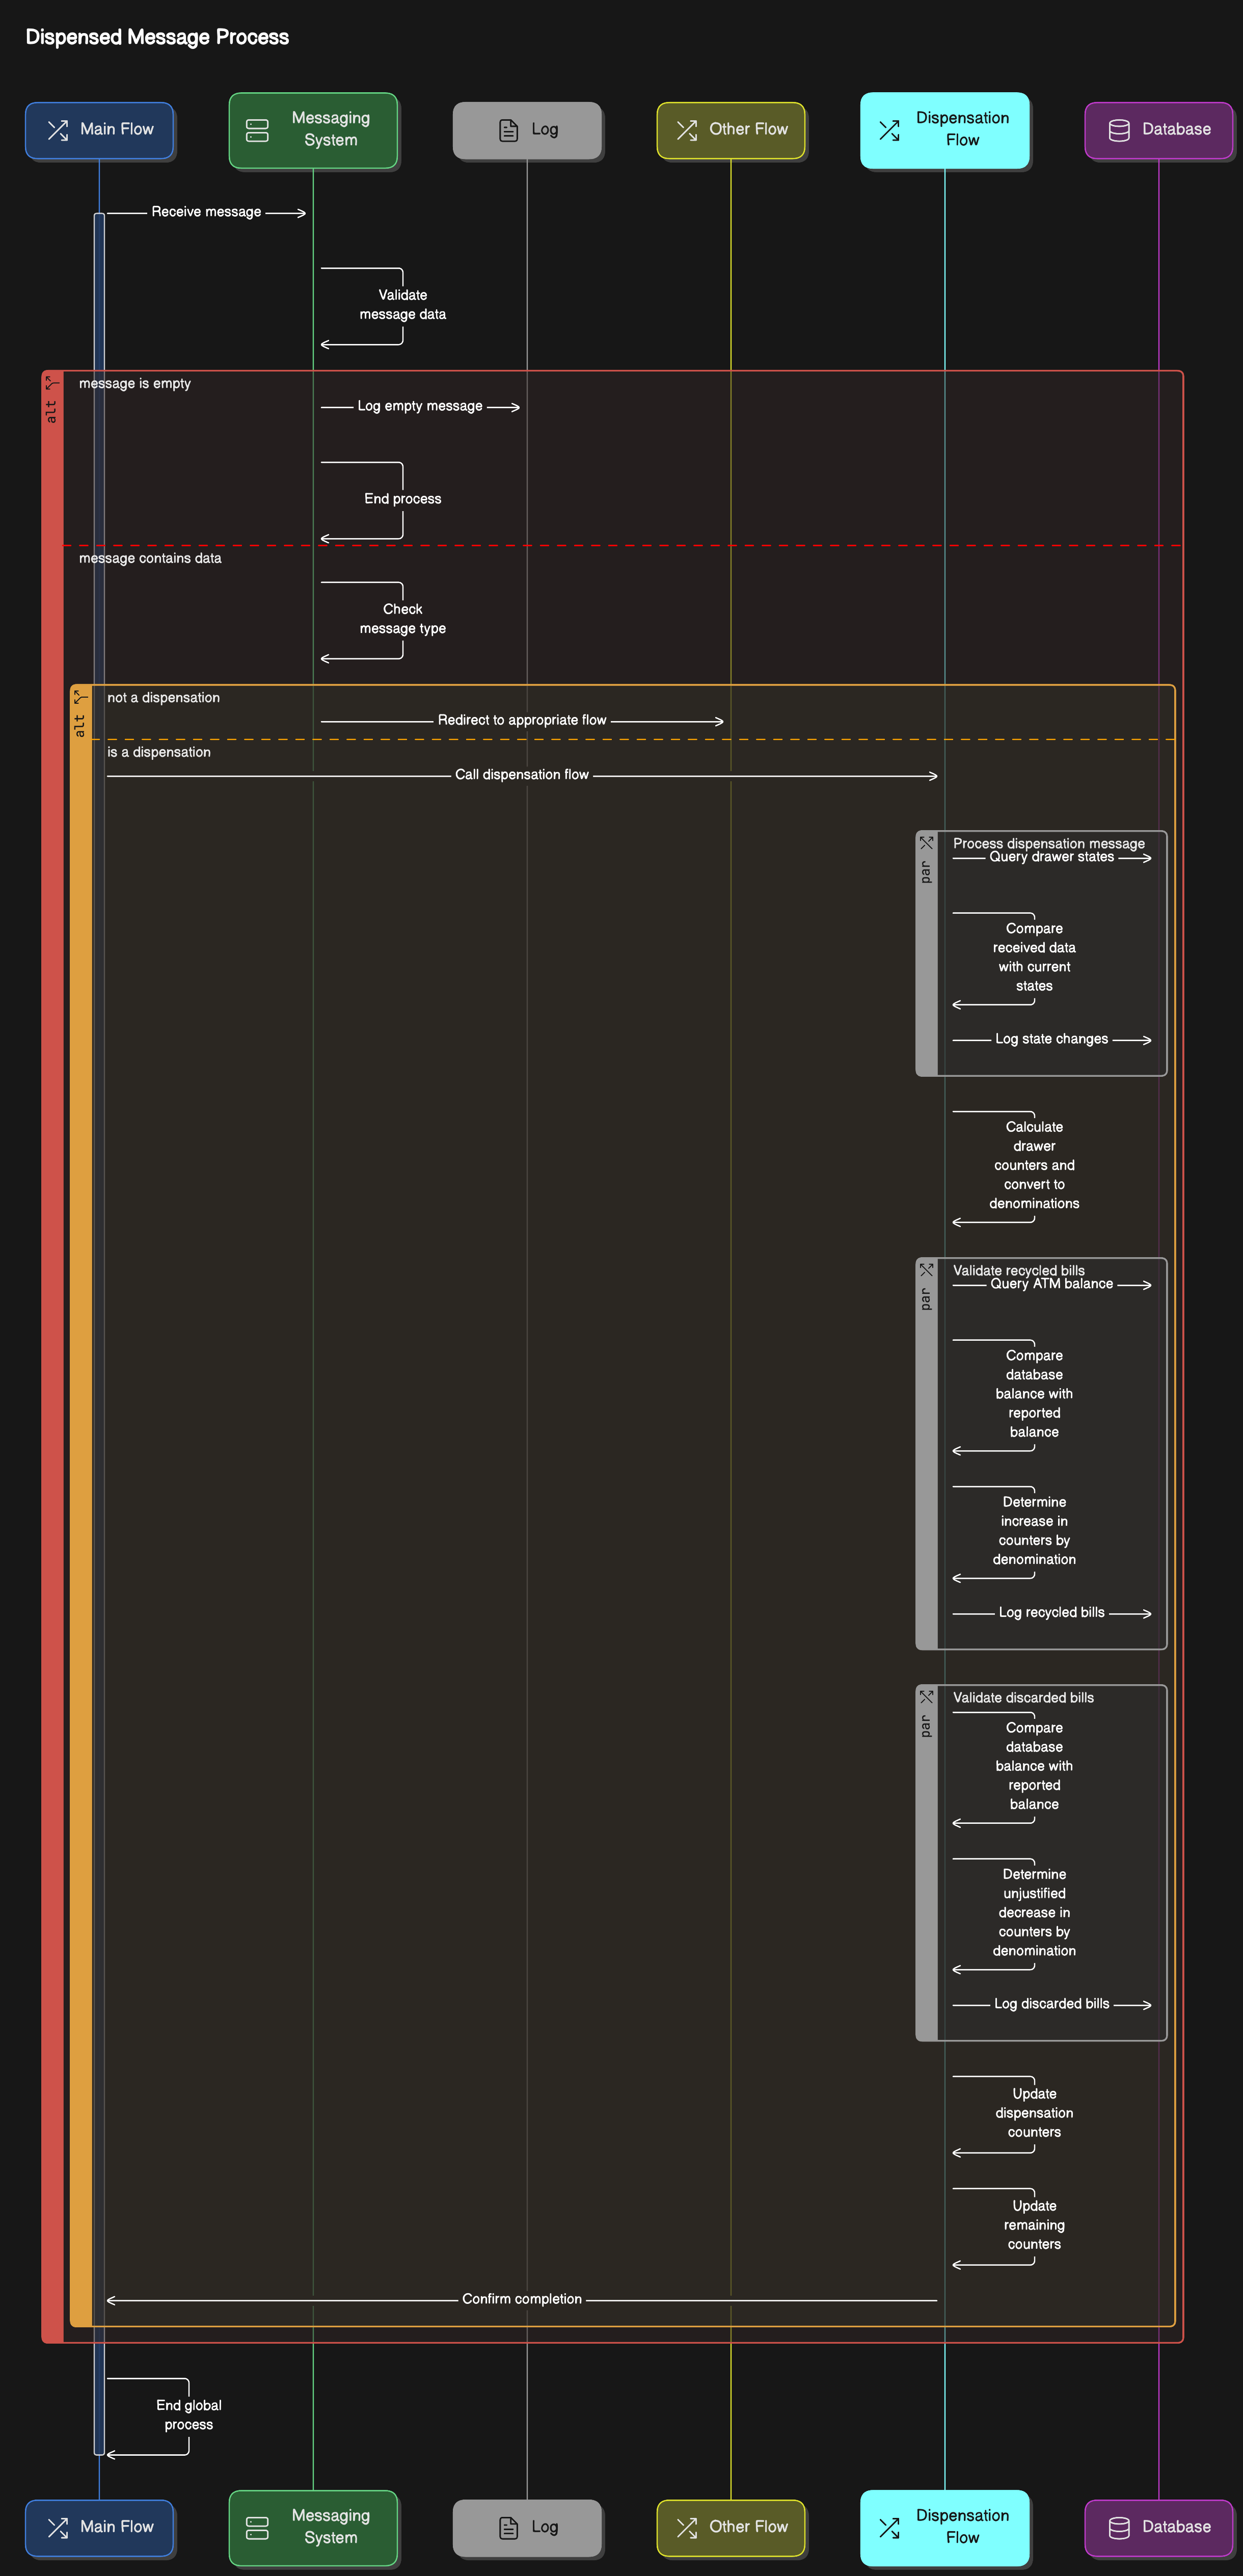 Dispensed Message Process
Main Flow
Messaging
System
Log
Other Flow
Dispensation
Flow
Database
Receive message
Validate
message data
alt
message is empty
Log empty message
End process
message contains data
Check
message type
alt
not a dispensation
Redirect to appropriate flow
is a dispensation
Call dispensation flow
par
Process dispensation message
Query drawer states
Compare
received data
with current
states
Log state changes
Calculate
drawer
counters and
convert to
denominations
par
Validate recycled bills
Query ATM balance
Compare
database
balance with
reported
balance
Determine
increase in
counters by
denomination
Log recycled bills
par
Validate discarded bills
Compare
database
balance with
reported
balance
Determine
unjustified
decrease in
counters by
denomination
Log discarded bills
Update
dispensation
counters
Update
remaining
counters
Confirm completion
End global
process
Main Flow
Messaging
System
Log
Other Flow
Dispensation
Flow
Database